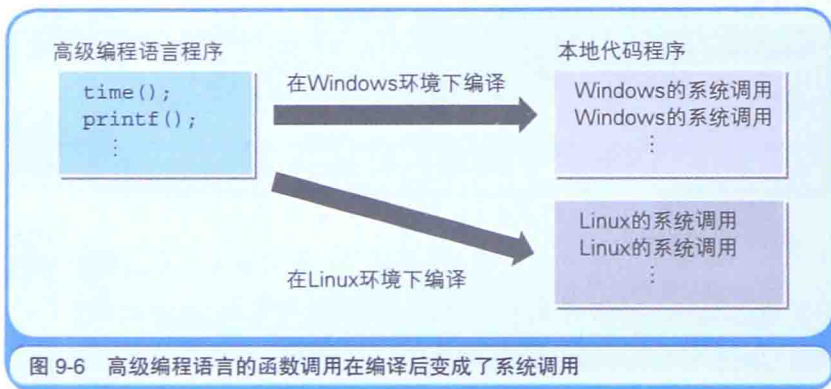 高级编程语言程序
time();
printf();
⋮
在Windows环境下编译
本地代码程序
Windows的系统调用
Windows的系统调用
⋮
在Linux环境下编译
Linux的系统调用
Linux的系统调用
⋮
图 9-6 高级编程语言的函数调用在编译后变成了系统调用